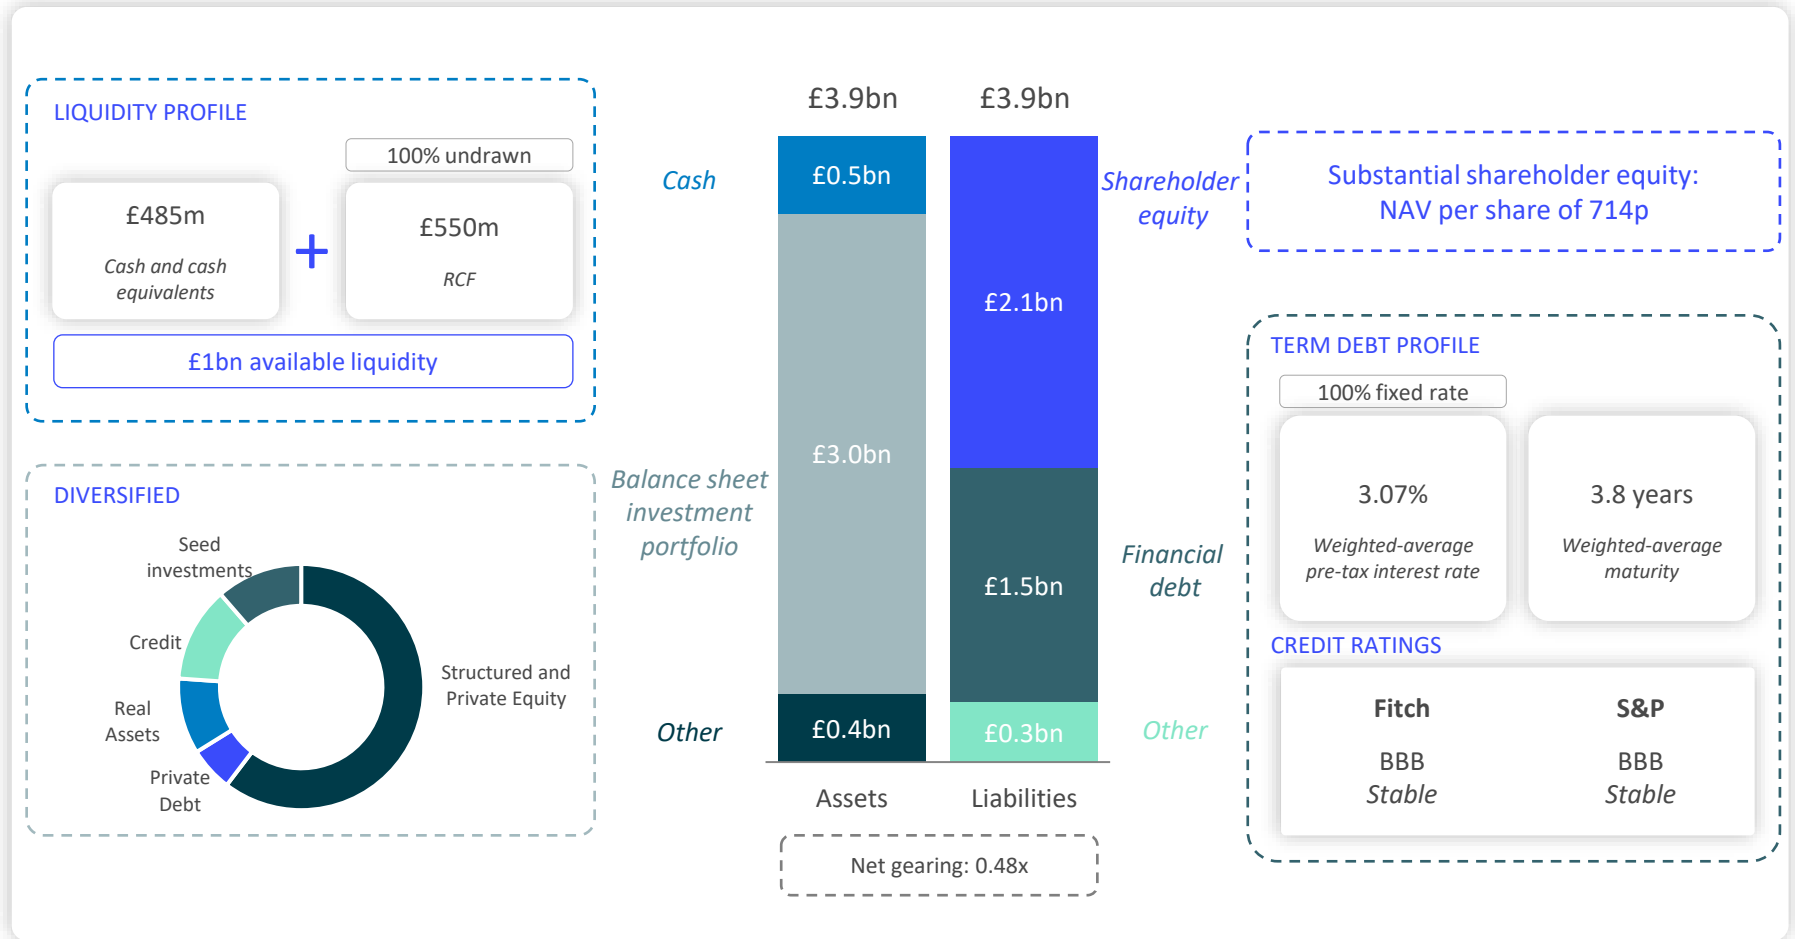 LIQUIDITY PROFILE
100% undrawn
£485m
Cash and cash
equivalents
+
£550m
RCF
£1bn available liquidity
DIVERSIFIED
Seed
investments
Credit
Real
Assets
Private
Debt
Structured and
Private Equity
£3.9bn
£3.9bn
Cash
£0.5bn
Balance sheet
investment
portfolio
£3.0bn
Other
£0.4bn
Shareholder
equity
£2.1bn
Financial
debt
£1.5bn
Other
£0.3bn
Assets
Liabilities
Net gearing: 0.48x
Substantial shareholder equity:
NAV per share of 714p
TERM DEBT PROFILE
100% fixed rate
3.07%
Weighted-average
pre-tax interest rate
3.8 years
Weighted-average
maturity
CREDIT RATINGS
Fitch
BBB
Stable
S&P
BBB
Stable